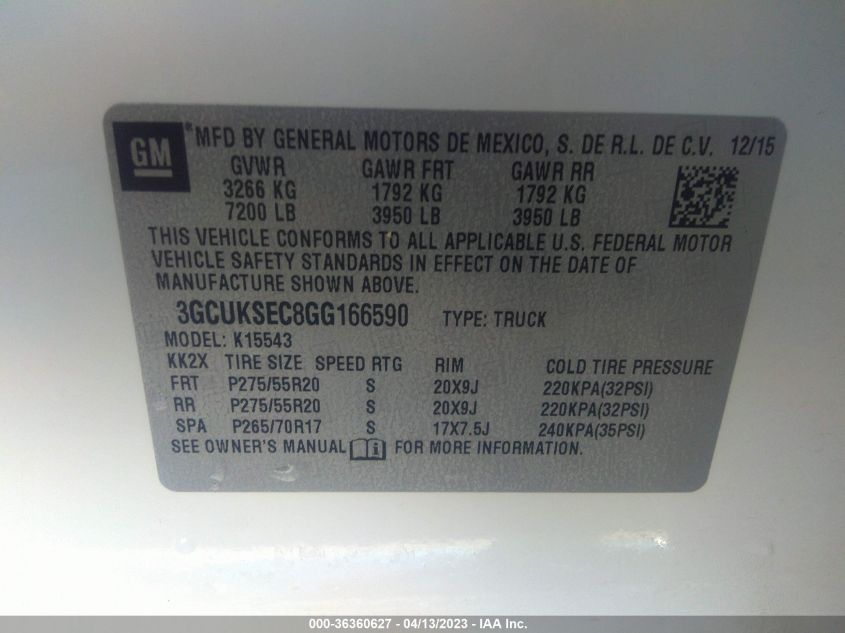 GM
*MFD BY GENERAL MOTORS DE MEXICO, S. DE R.L. DE C.V. 12/15
GVWR GAWR FRT GAWR RR
3266 KG 1792 KG 1792 KG
7200 LB 3950 LB 3950 LB
THIS VEHICLE CONFORMS TO ALL APPLICABLE U.S. FEDERAL MOTOR
VEHICLE SAFETY STANDARDS IN EFFECT ON THE DATE OF
MANUFACTURE SHOWN ABOVE.
3GCUKSEC8GG166590 TYPE: TRUCK
MODEL: K15543
KK2X TIRE SIZE SPEED RTG RIM COLD TIRE PRESSURE
FRT P275/55R20 S 20X9J 220KPA(32PSI)
RR P275/55R20 S 20X9J 220KPA(32PSI)
SPA P265/70R17 S 17X7.5J 240KPA(35PSI)
SEE OWNER'S MANUAL FOR MORE INFORMATION.
000-36360627 - 04/13/2023 - IAA Inc.